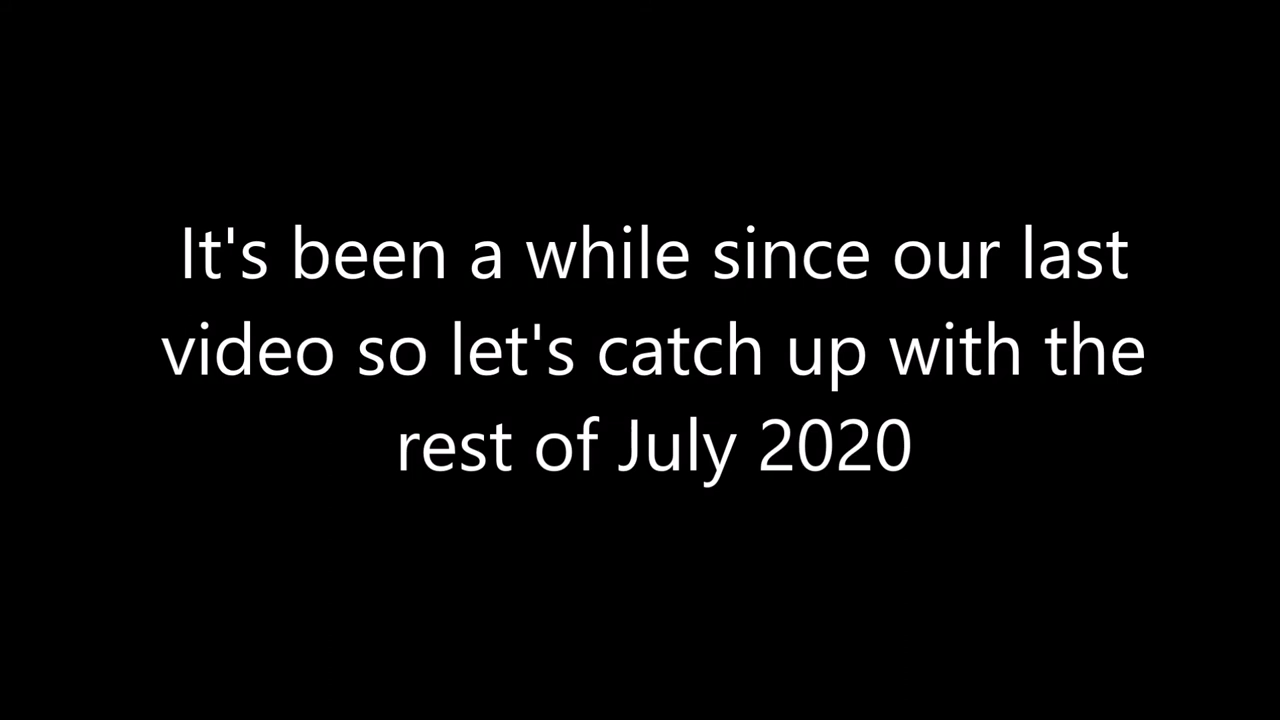 It's been a while since our last
video so let's catch up with the
rest of July 2020